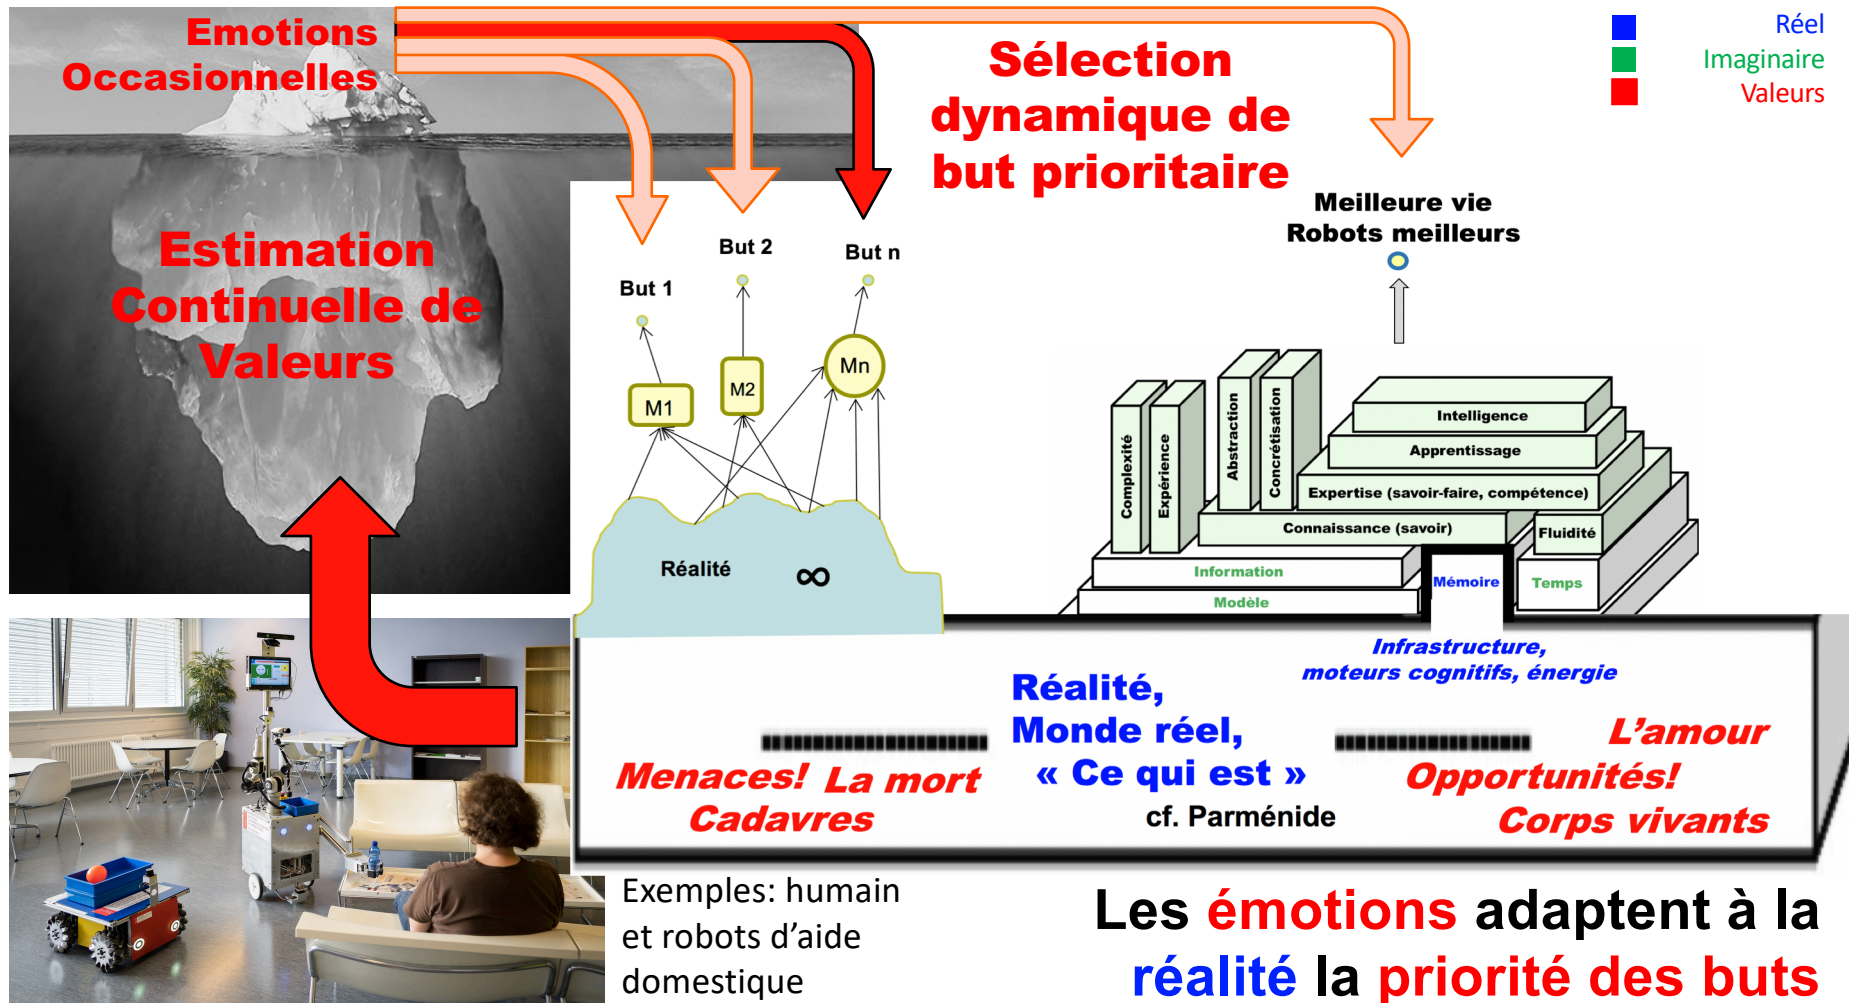 Emotions
Occasionnelles
Sélection
dynamique de
but prioritaire
Réel
Imaginaire
Valeurs
Estimation
Continuelle de
Valeurs
But 1
But 2
But n
M1
M2
Mn
Réalité
∞
Meilleure vie
Robots meilleurs
Complexité
Expérience
Abstraction
Concrétisation
Intelligence
Apprentissage
Expertise (savoir-faire, compétence)
Connaissance (savoir)
Fluidité
Information
Modèle
Mémoire
Temps
Infrastructure,
moteurs cognitifs, énergie
Réalité,
Monde réel,
« Ce qui est »
cf. Parménide
Menaces! La mort
Cadavres
L'amour
Opportunités!
Corps vivants
Exemples: humain
et robots d'aide
domestique
Les émotions adaptent à la
réalité la priorité des buts